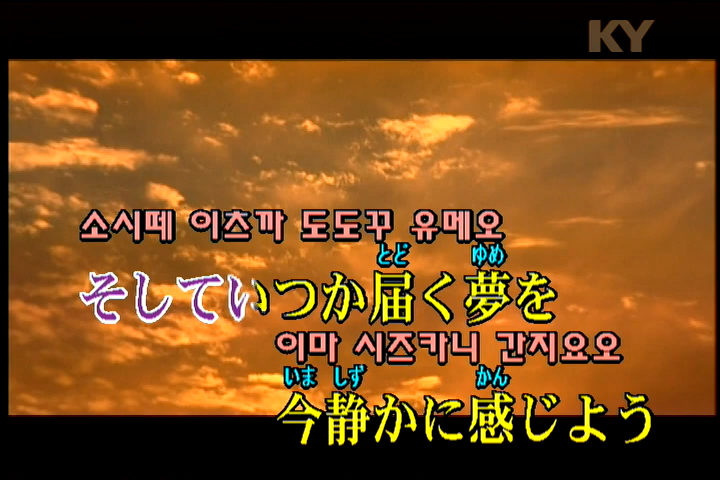 KY
소시떼 이츠까 도도꾸 유메오
とど ゆめ
そしていつか届く夢を
이마 시즈카니 간지요오
いま しず かん
今静かに感じよう